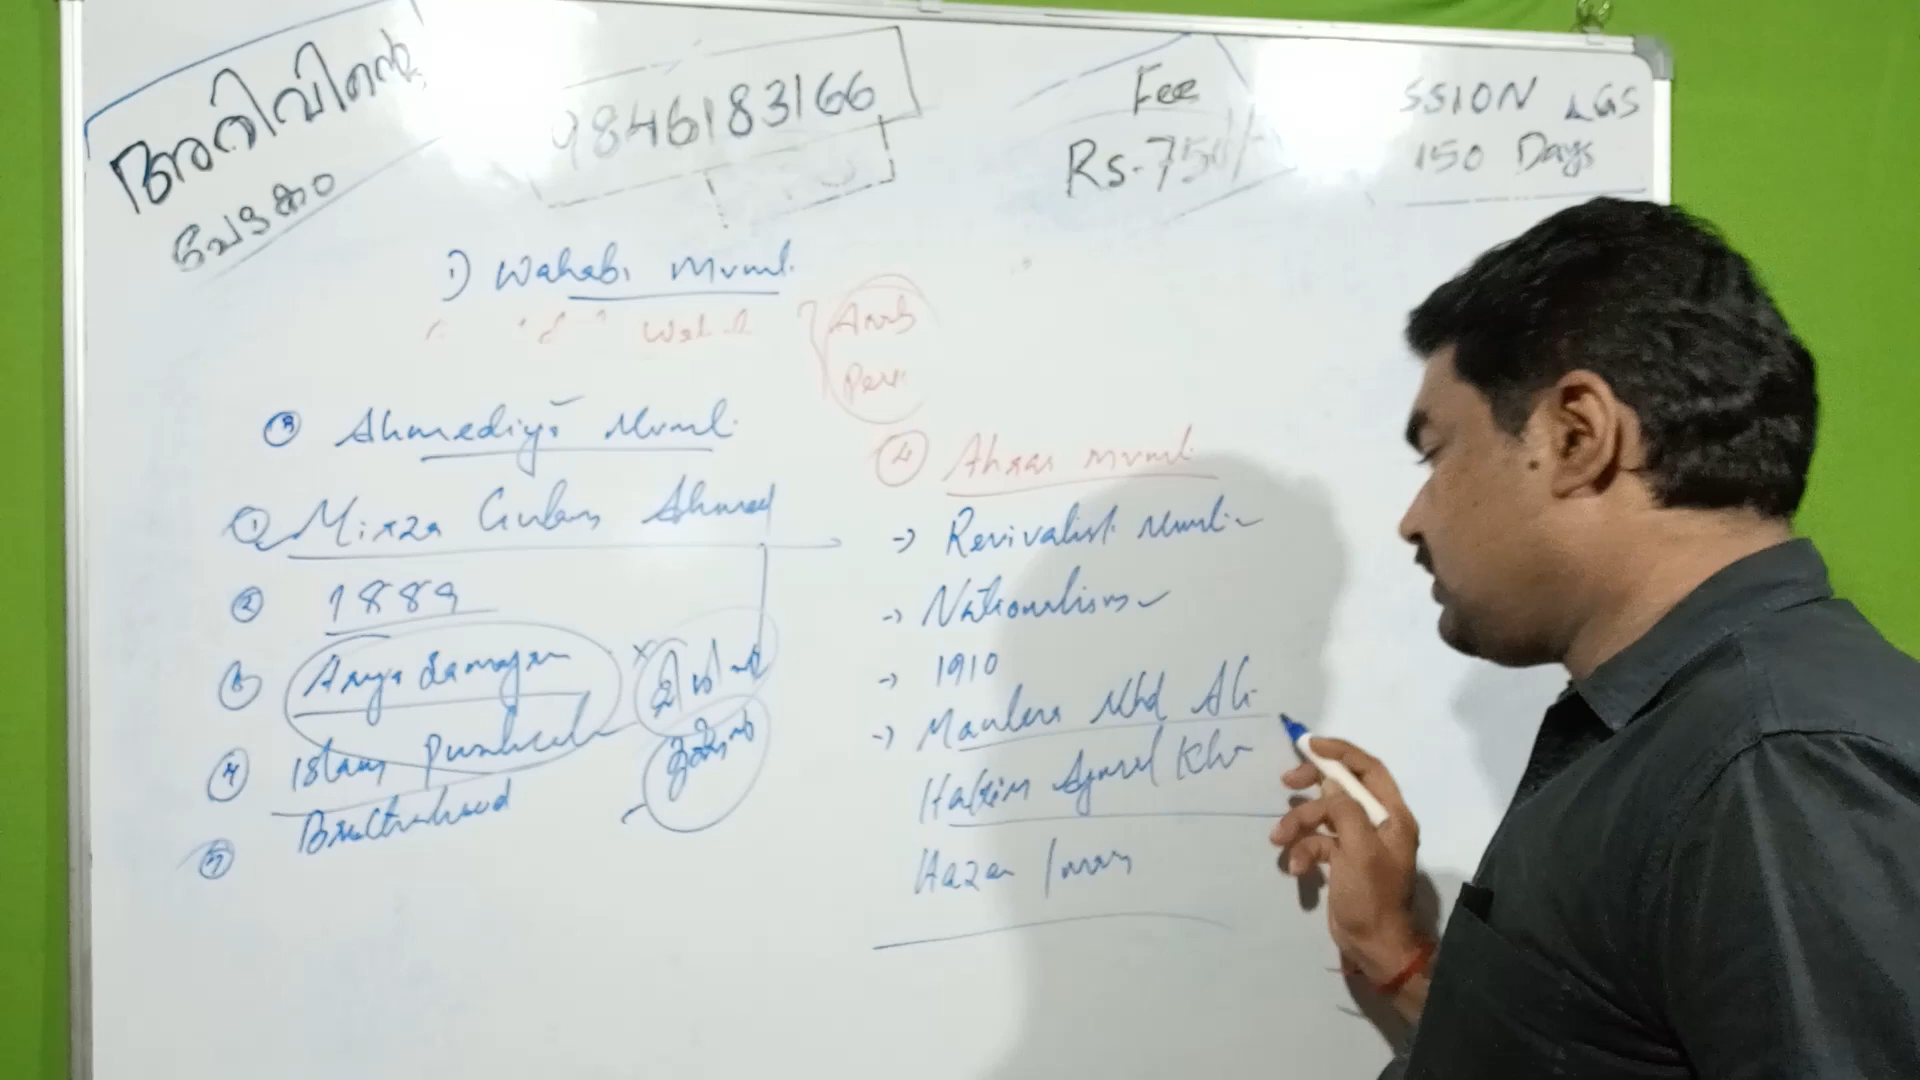 അറിവിന്റെ
9846183166
Fee
Rs. 750/-
SSION LGS
150 Days
1) Wahabi Mvmt.
Arab
③ Ahmediya Mvmt.
① Mirza Gulam Ahmed
② 1889
③ Arya Samajam
④ Islam
Brotherhood
⑤
④ Ahrar mvmt
-> Revivalist Mvmt
-> Nationalism
-> 1910
-> Maulana Mhd Ali
Hakim Ajmal Khan
Hazan Imam